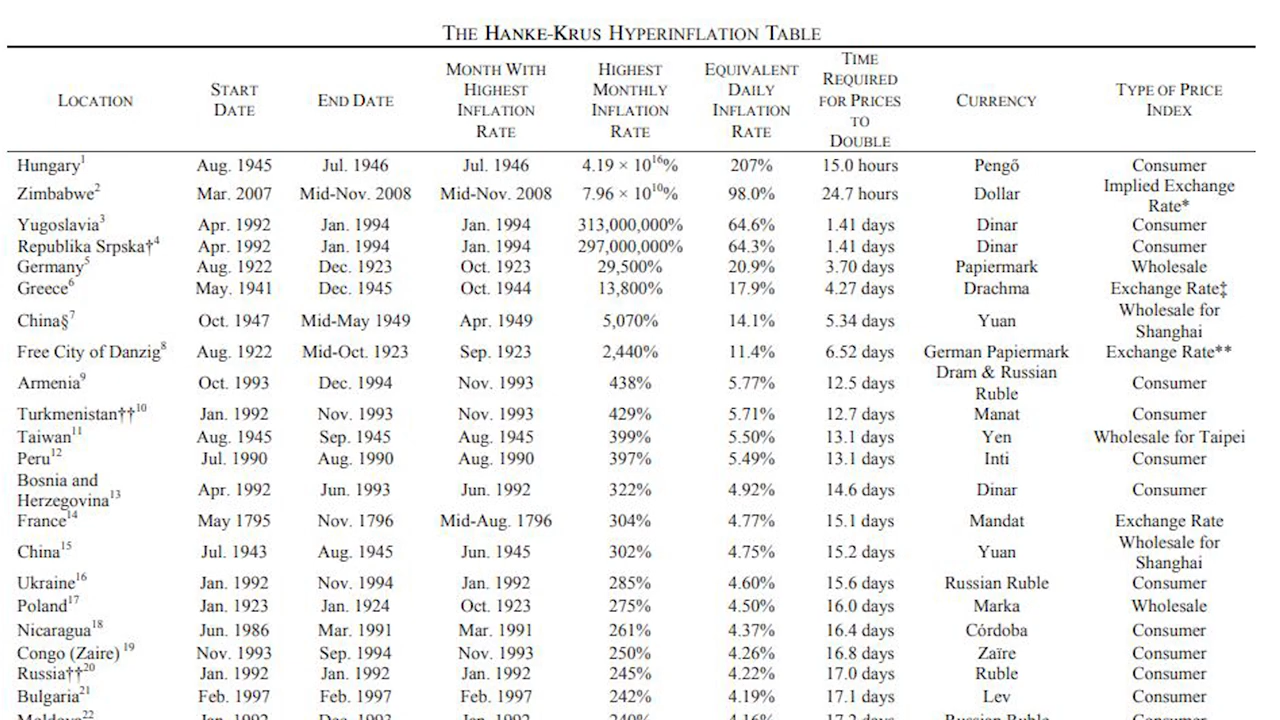 THE HANKE-KRUS HYPERINFLATION TABLE
LOCATION START DATE END DATE MONTH WITH HIGHEST INFLATION RATE HIGHEST MONTHLY INFLATION RATE EQUIVALENT DAILY INFLATION RATE TIME REQUIRED FOR PRICES TO DOUBLE CURRENCY TYPE OF PRICE INDEX
Hungary¹ Aug. 1945 Jul. 1946 Jul. 1946 4.19 × 10¹⁶% 207% 15.0 hours Pengő Consumer
Zimbabwe² Mar. 2007 Mid-Nov. 2008 Mid-Nov. 2008 7.96 × 10¹⁰% 98.0% 24.7 hours Dollar Implied Exchange Rate*
Yugoslavia³ Apr. 1992 Jan. 1994 Jan. 1994 313,000,000% 64.6% 1.41 days Dinar Consumer
Republika Srpska†⁴ Apr. 1992 Jan. 1994 Jan. 1994 297,000,000% 64.3% 1.41 days Dinar Consumer
Germany⁵ Aug. 1922 Dec. 1923 Oct. 1923 29,500% 20.9% 3.70 days Papiermark Wholesale
Greece⁶ May. 1941 Dec. 1945 Oct. 1944 13,800% 17.9% 4.27 days Drachma Exchange Rate‡
China§⁷ Oct. 1947 Mid-May 1949 Apr. 1949 5,070% 14.1% 5.34 days Yuan Wholesale for Shanghai
Free City of Danzig⁸ Aug. 1922 Mid-Oct. 1923 Sep. 1923 2,440% 11.4% 6.52 days German Papiermark Exchange Rate**
Armenia⁹ Oct. 1993 Dec. 1994 Nov. 1993 438% 5.77% 12.5 days Dram & Russian Ruble Consumer
Turkmenistan††¹⁰ Jan. 1992 Nov. 1993 Nov. 1993 429% 5.71% 12.7 days Manat Consumer
Taiwan¹¹ Aug. 1945 Sep. 1945 Aug. 1945 399% 5.50% 13.1 days Yen Wholesale for Taipei
Peru¹² Jul. 1990 Aug. 1990 Aug. 1990 397% 5.49% 13.1 days Inti Consumer
Bosnia and Herzegovina¹³ Apr. 1992 Jun. 1993 Jun. 1992 322% 4.92% 14.6 days Dinar Consumer
France¹⁴ May 1795 Nov. 1796 Mid-Aug. 1796 304% 4.77% 15.1 days Mandat Exchange Rate
China¹⁵ Jul. 1943 Aug. 1945 Jun. 1945 302% 4.75% 15.2 days Yuan Wholesale for Shanghai
Ukraine¹⁶ Jan. 1992 Nov. 1994 Jan. 1992 285% 4.60% 15.6 days Russian Ruble Consumer
Poland¹⁷ Jan. 1923 Jan. 1924 Oct. 1923 275% 4.50% 16.0 days Marka Wholesale
Nicaragua¹⁸ Jun. 1986 Mar. 1991 Mar. 1991 261% 4.37% 16.4 days Córdoba Consumer
Congo (Zaire) ¹⁹ Nov. 1993 Sep. 1994 Nov. 1993 250% 4.26% 16.8 days Zaïre Consumer
Russia††²⁰ Jan. 1992 Jan. 1992 Jan. 1992 245% 4.22% 17.0 days Ruble Consumer
Bulgaria²¹ Feb. 1997 Feb. 1997 Feb. 1997 242% 4.19% 17.1 days Lev Consumer
Moldova²² Jan. 1992 Dec. 1993 Jan. 1992 240% 4.16% 17.2 days Russian Ruble Consumer